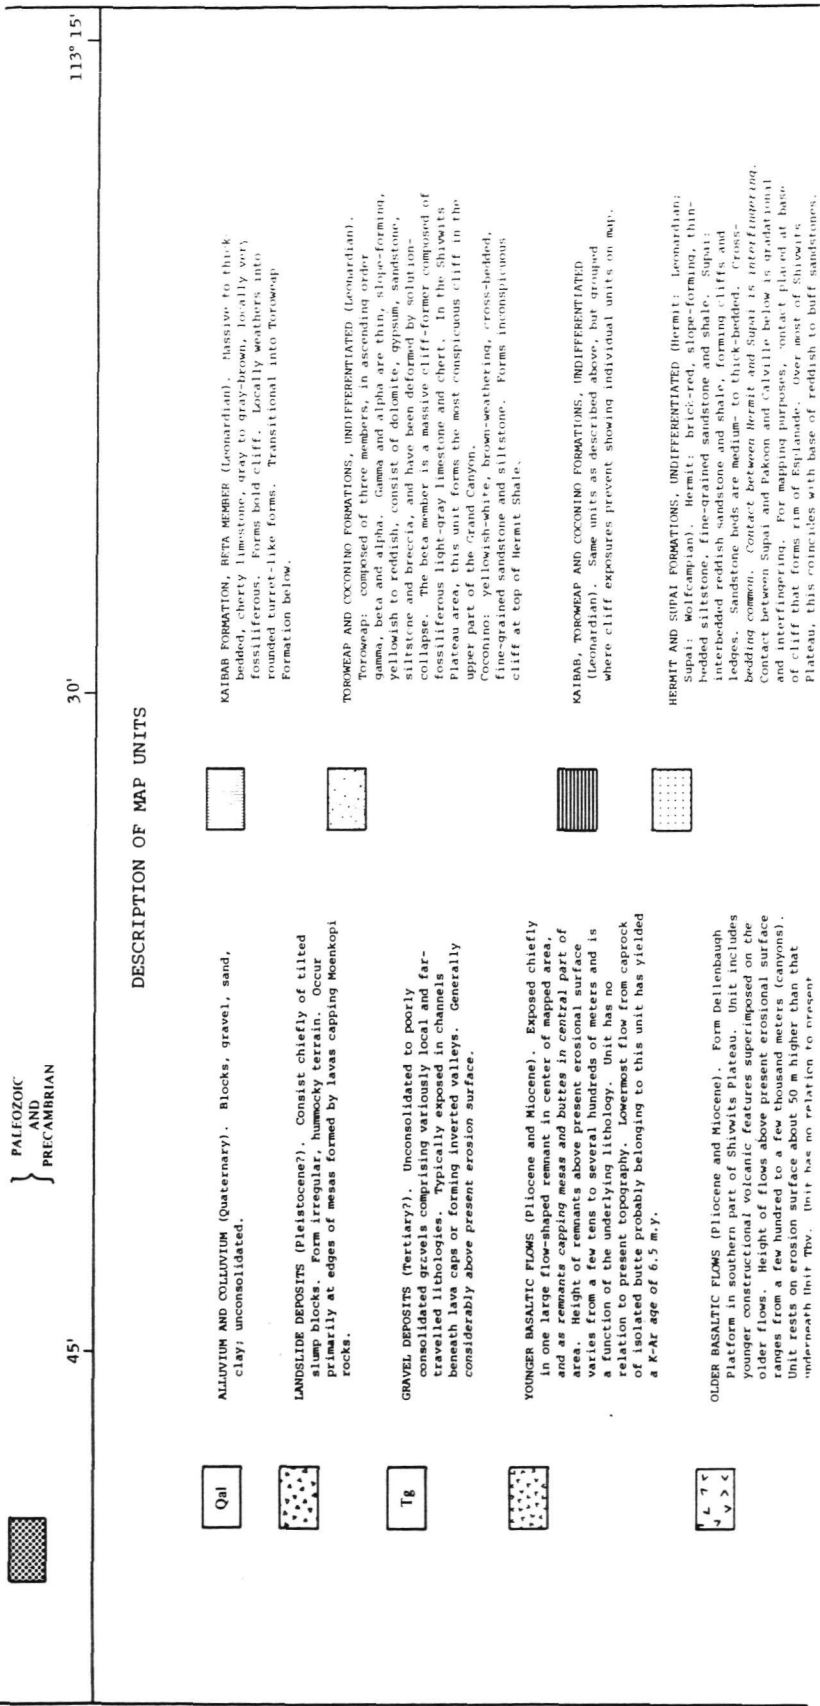 PALEOZOIC
AND
PRECAMBRIAN
45'
30'
113° 15'
DESCRIPTION OF MAP UNITS
Qal
ALLUVIUM AND COLLUVIUM (Quaternary). Blocks, gravel, sand,
clay; unconsolidated.
LANDSLIDE DEPOSITS (Pleistocene?). Consist chiefly of tilted
slump blocks. Form irregular, hummocky terrain. Occur
primarily at edges of mesas formed by lavas capping Moenkopi
rocks.
Tg
GRAVEL DEPOSITS (Tertiary?). Unconsolidated to poorly
consolidated gravels comprising variously local and far-
travelled lithologies. Typically exposed in channels
beneath lava caps or forming inverted valleys. Generally
considerably above present erosion surface.
YOUNGER BASALTIC FLOWS (Pliocene and Miocene). Exposed chiefly
in one large flow-shaped remnant in center of mapped area,
and as remnants capping mesas and buttes in central part of
area. Height of remnants above present erosional surface
varies from a few tens to several hundreds of meters and is
a function of the underlying lithology. Unit has no
relation to present topography. Lowermost flow from caprock
of isolated butte probably belonging to this unit has yielded
a K-Ar age of 6.5 m.y.
OLDER BASALTIC FLOWS (Pliocene and Miocene). Form Dellenbaugh
Platform in southern part of Shivwits Plateau. Unit includes
younger constructional volcanic features superimposed on the
older flows. Height of flows above present erosional surface
ranges from a few hundred to a few thousand meters (canyons).
Unit rests on erosion surface about 50 m higher than that
underneath Unit Tby. Unit has no relation to present
KAIBAB FORMATION, BETA MEMBER (Leonardian). Massive to thick-
bedded, cherty limestone, gray to gray-brown, locally very
fossiliferous. Forms bold cliff. Locally weathers into
rounded turret-like forms. Transitional into Toroweap
Formation below.
TOROWEAP AND COCONINO FORMATIONS, UNDIFFERENTIATED (Leonardian).
Toroweap: composed of three members, in ascending order
gamma, beta and alpha. Gamma and alpha are thin, slope-forming,
yellowish to reddish, consist of dolomite, gypsum, sandstone,
siltstone and breccia, and have been deformed by solution-
collapse. The beta member is a massive cliff-former composed of
fossiliferous light-gray limestone and chert. In the Shivwits
Plateau area, this unit forms the most conspicuous cliff in the
upper part of the Grand Canyon.
Coconino: yellowish-white, brown-weathering, cross-bedded,
fine-grained sandstone and siltstone. Forms inconspicuous
cliff at top of Hermit Shale.
KAIBAB, TOROWEAP AND COCONINO FORMATIONS, UNDIFFERENTIATED
(Leonardian). Same units as described above, but grouped
where cliff exposures prevent showing individual units on map.
HERMIT AND SUPAI FORMATIONS, UNDIFFERENTIATED (Hermit: Leonardian;
Supai: Wolfcampian). Hermit: brick-red, slope-forming, thin-
bedded siltstone, fine-grained sandstone and shale. Supai:
interbedded reddish sandstone and shale, forming cliffs and
ledges. Sandstone beds are medium- to thick-bedded. Cross-
bedding common. Contact between Hermit and Supai is interfingering.
Contact between Supai and Pakoon and Calville below is gradational
and interfingering. For mapping purposes, contact placed at base
of cliff that forms rim of Esplanade. Over most of Shivwits
Plateau, this coincides with base of reddish to buff sandstones.